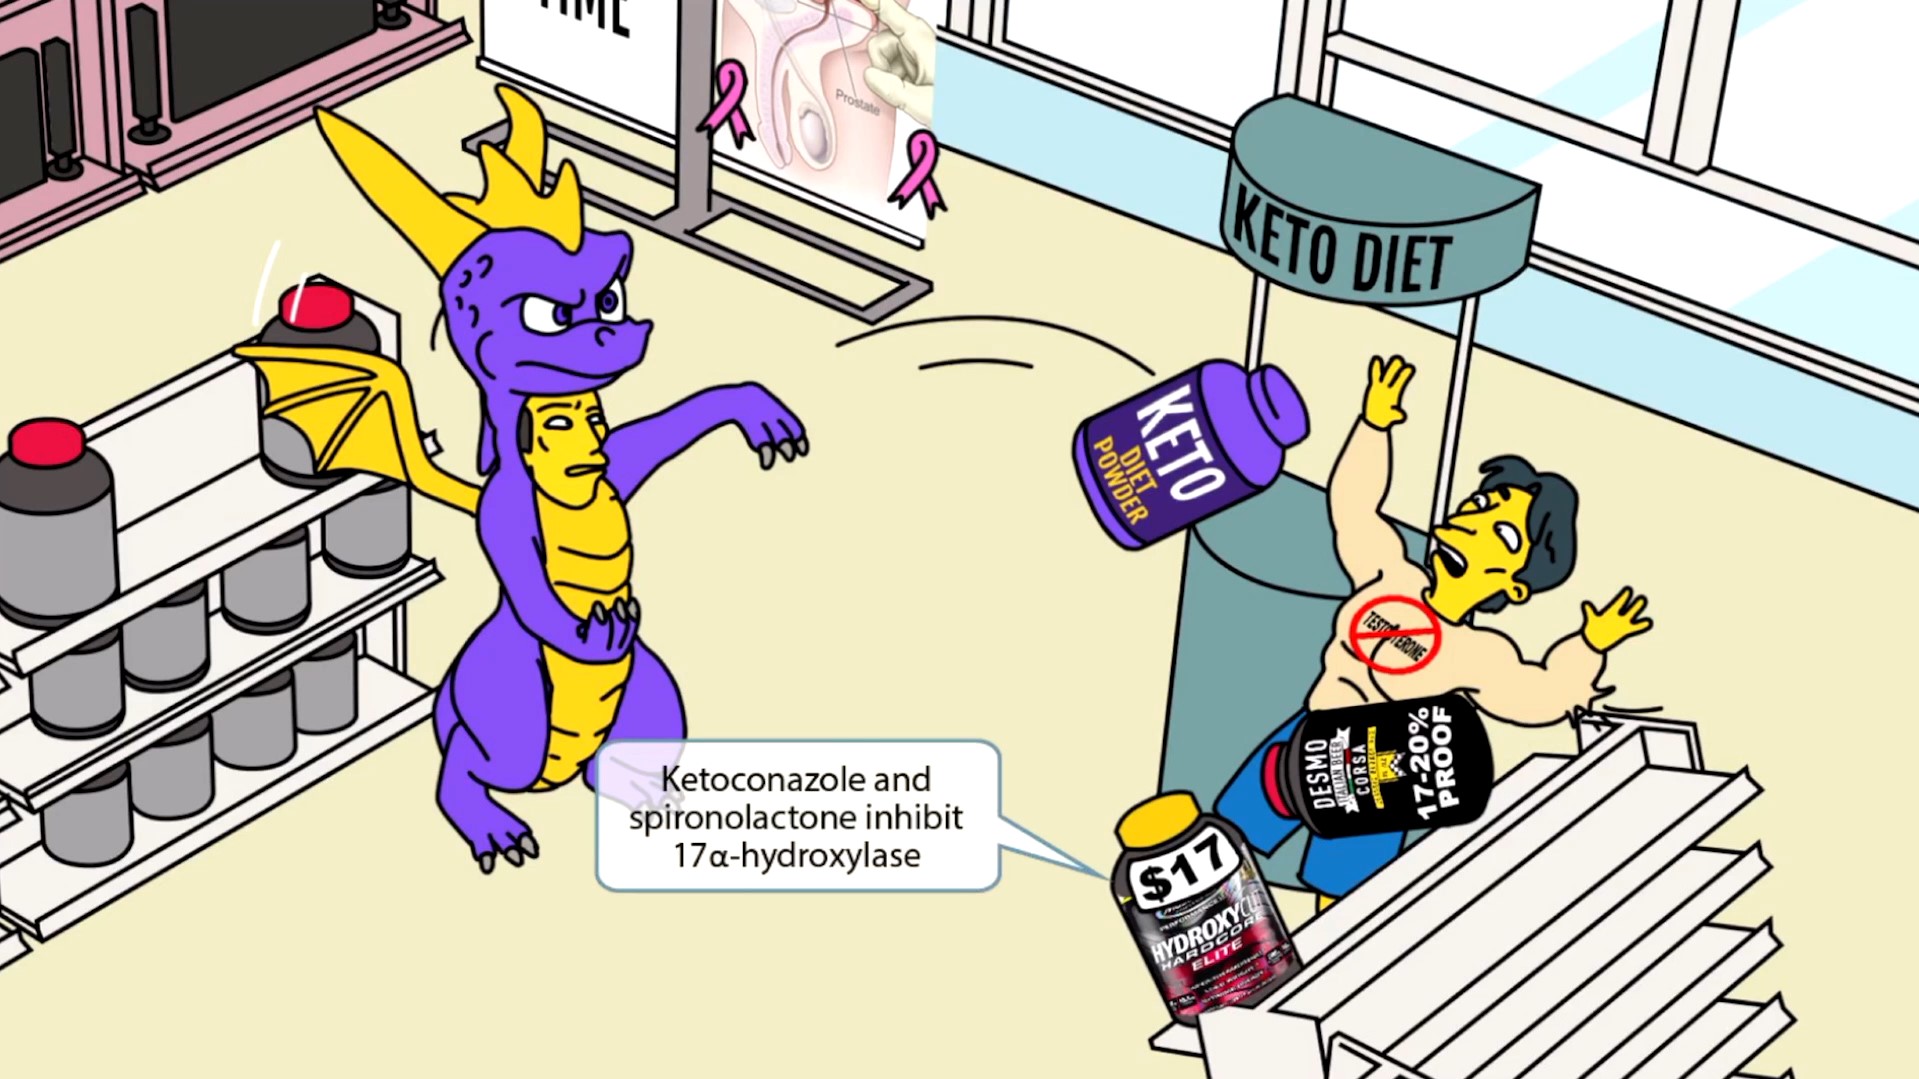 TIME
Prostate
KETO DIET
KETO
DIET
POWDER
TESTOSTERONE
DESMO
ITALIAN BEER
CORSA
17-20%
PROOF
Ketoconazole and
spironolactone inhibit
17α-hydroxylase
$17
HYDROXYCUT
HARDCORE
ELITE